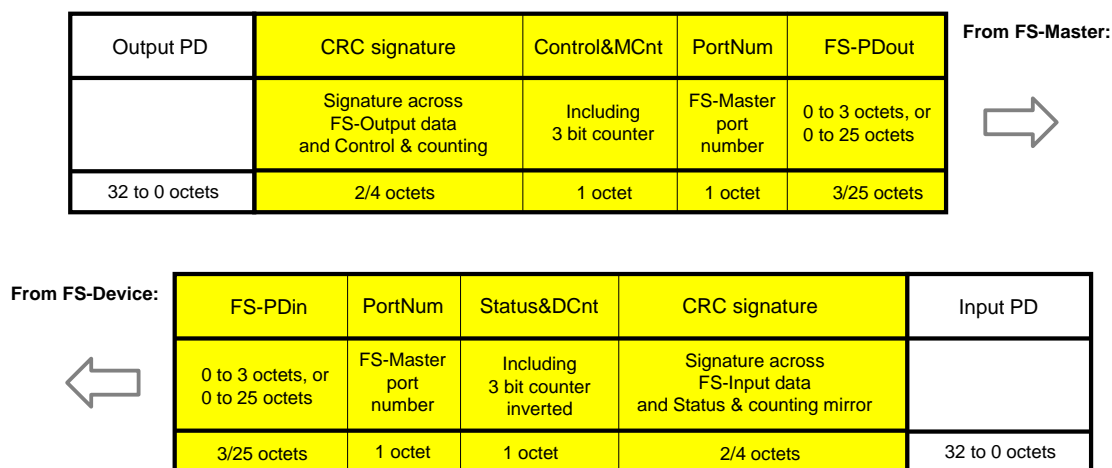 From FS-Master:
Output PD
CRC signature
Control&MCnt
PortNum
FS-PDout
Signature across
FS-Output data
and Control & counting
Including
3 bit counter
FS-Master
port
number
0 to 3 octets, or
0 to 25 octets
32 to 0 octets
2/4 octets
1 octet
1 octet
3/25 octets
From FS-Device:
FS-PDin
PortNum
Status&DCnt
CRC signature
Input PD
0 to 3 octets, or
0 to 25 octets
FS-Master
port
number
Including
3 bit counter
inverted
Signature across
FS-Input data
and Status & counting mirror
3/25 octets
1 octet
1 octet
2/4 octets
32 to 0 octets